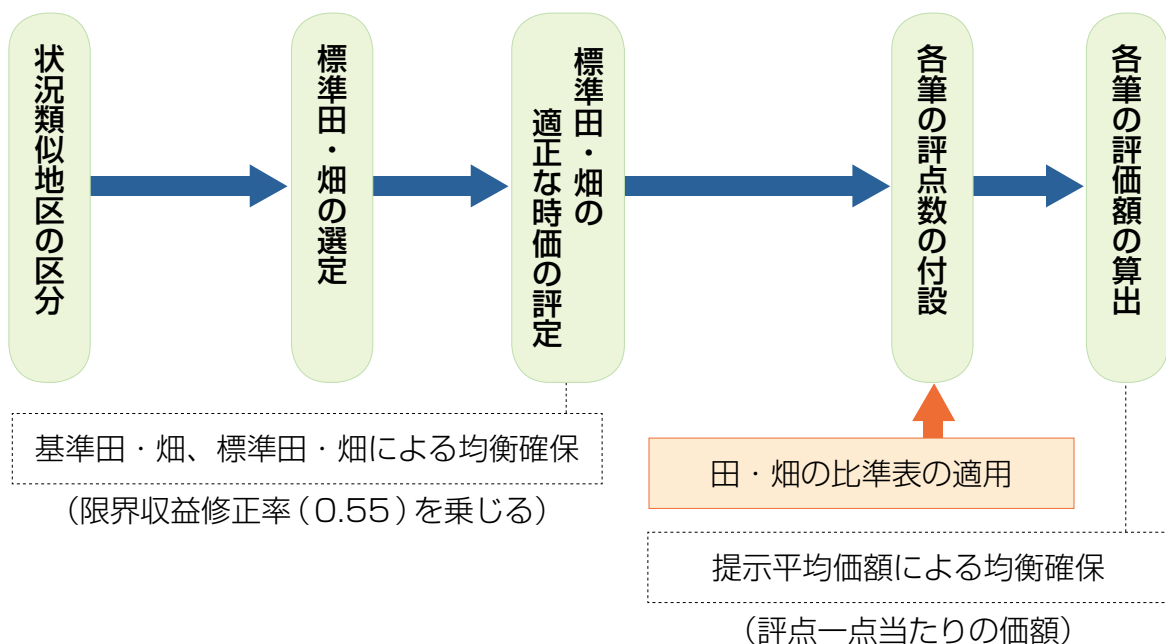 状況類似地区の区分
標準田・畑の選定
標準田・畑の
適正な時価の評定
各筆の評点数の付設
各筆の評価額の算出
基準田・畑、標準田・畑による均衡確保
（限界収益修正率（0.55）を乗じる）
田・畑の比準表の適用
提示平均価額による均衡確保
（評点一点当たりの価額）